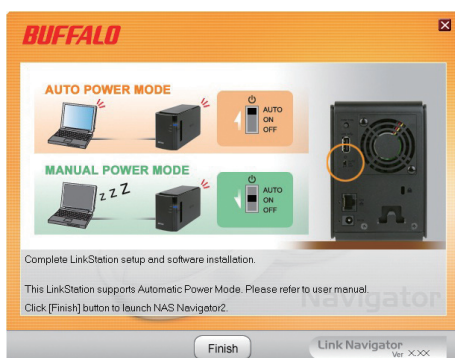 BUFFALO
AUTO POWER MODE
AUTO
ON
OFF
MANUAL POWER MODE
zzZ
AUTO
ON
OFF
Complete LinkStation setup and software installation.
This LinkStation supports Automatic Power Mode. Please refer to user manual.
Click [Finish] button to launch NAS Navigator2.
Navigator
Finish
Link Navigator
Ver X.XX